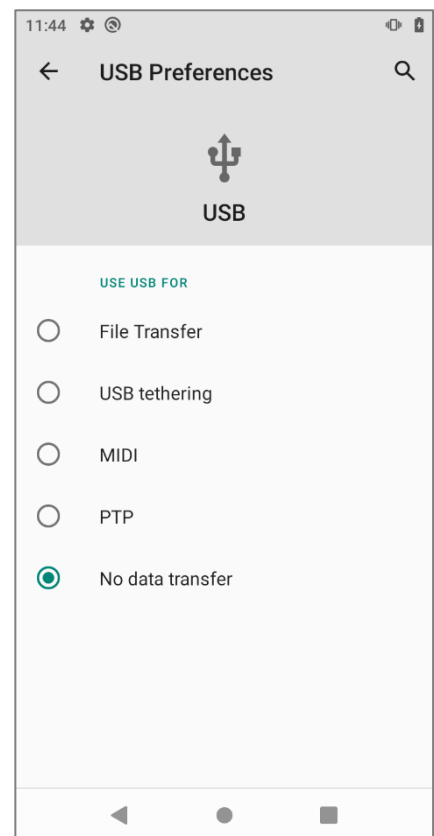 11:44
USB Preferences
USB
USE USB FOR
File Transfer
USB tethering
MIDI
PTP
No data transfer